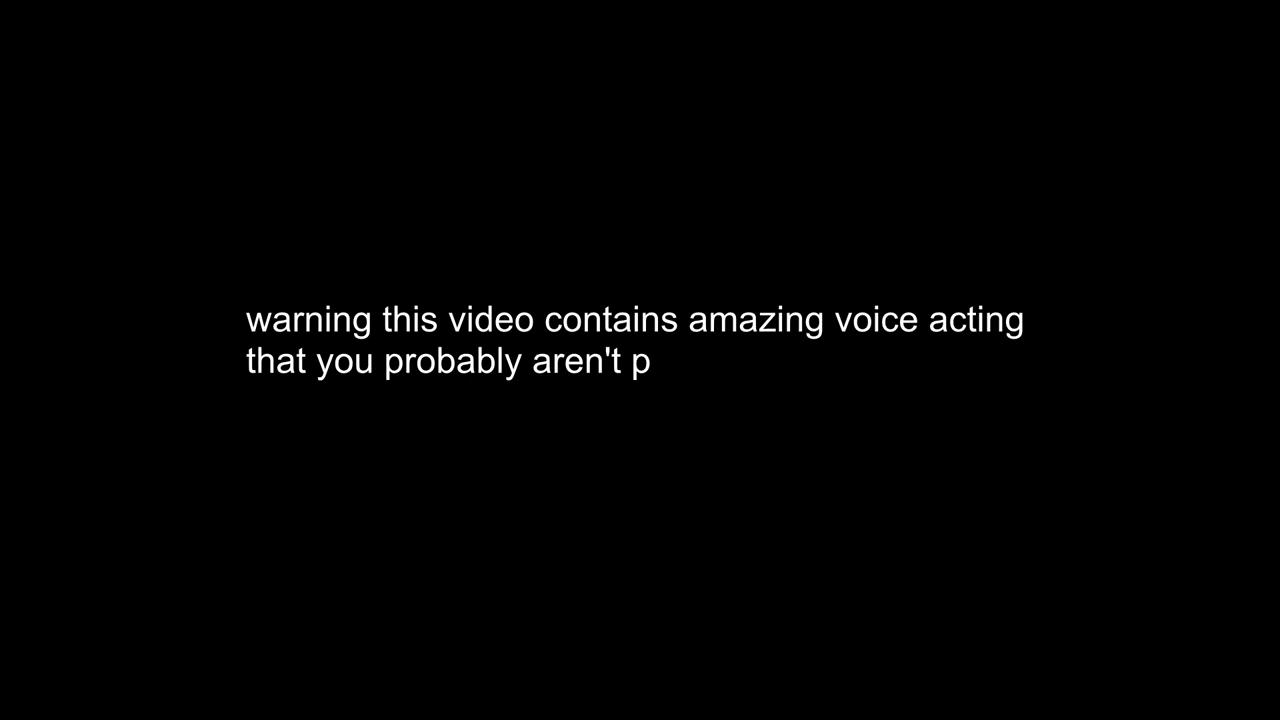 warning this video contains amazing voice acting
that you probably aren't p